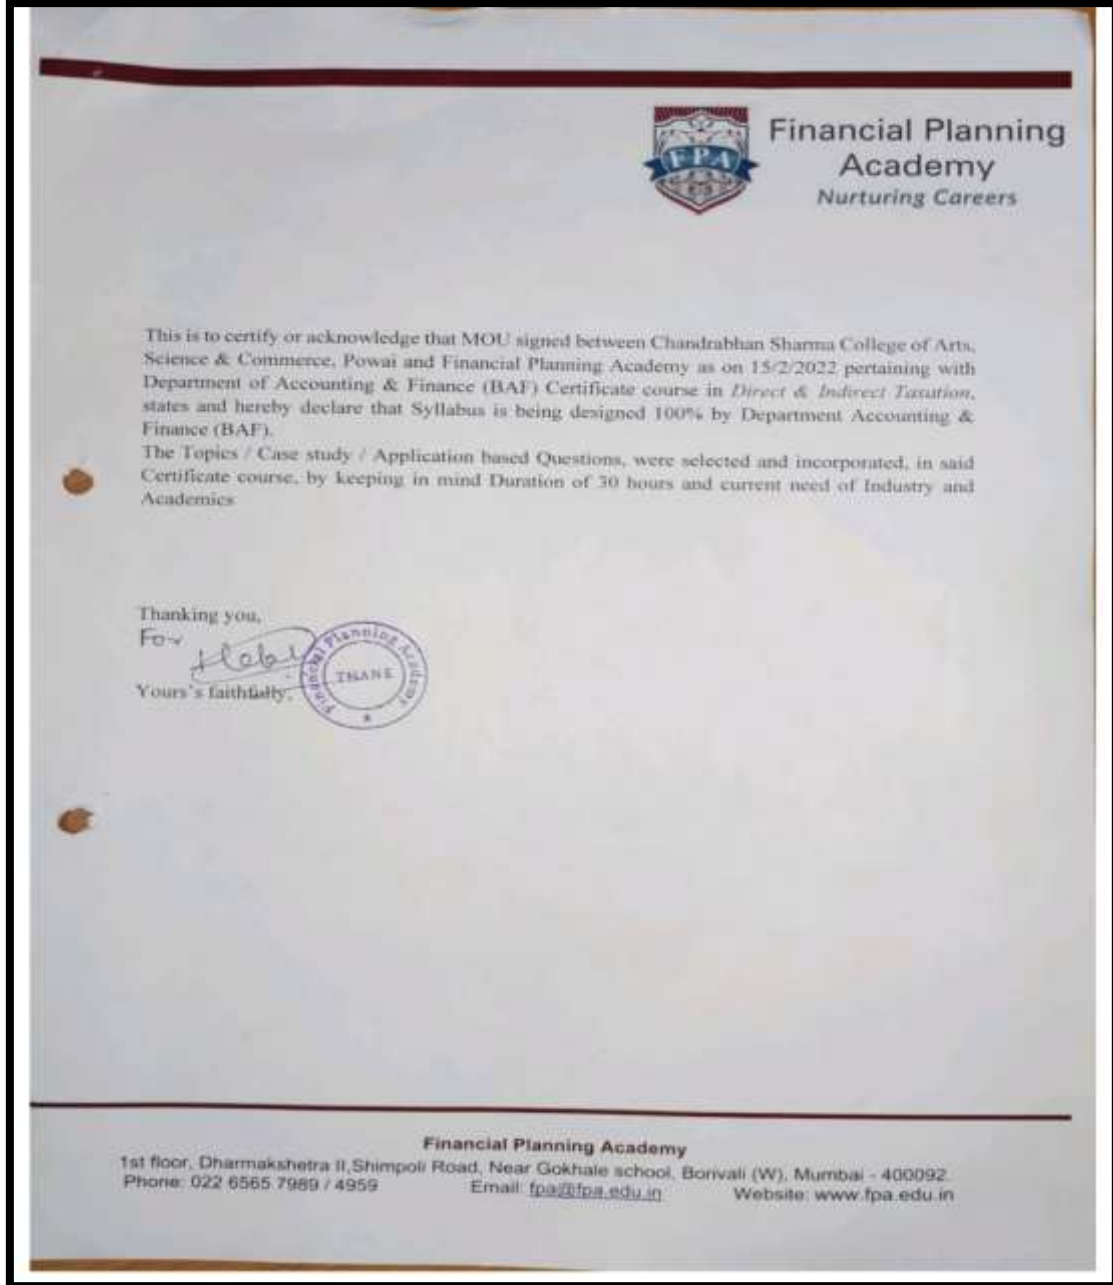 FPA
Financial Planning
Academy
Nurturing Careers
This is to certify or acknowledge that MOU signed between Chandrabhan Sharma College of Arts,
Science & Commerce, Powai and Financial Planning Academy as on 15/2/2022 pertaining with
Department of Accounting & Finance (BAF) Certificate course in Direct & Indirect Taxation,
states and hereby declare that Syllabus is being designed 100% by Department Accounting &
Finance (BAF).
The Topics / Case study / Application based Questions, were selected and incorporated, in said
Certificate course, by keeping in mind Duration of 30 hours and current need of Industry and
Academics
Thanking you,
For
Financial Planning Academy
THANE
Yours's faithfully,
Financial Planning Academy
1st floor, Dharmakshetra II,Shimpoli Road, Near Gokhale school, Borivali (W), Mumbai - 400092.
Phone: 022 6565 7989 / 4959 Email: fpa@fpa.edu.in Website: www.fpa.edu.in